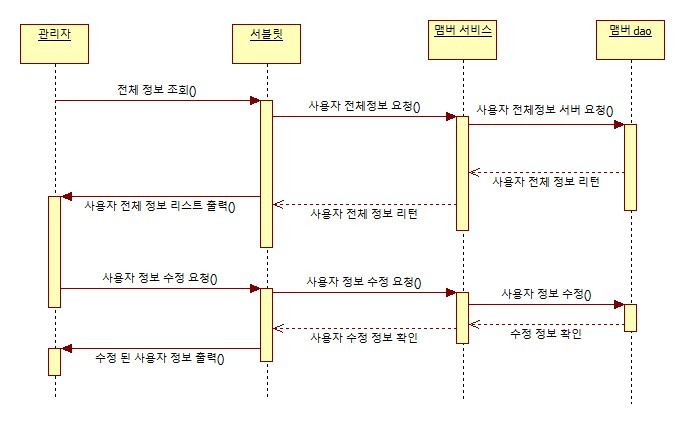 관리자
서블릿
맴버 서비스
맴버 dao
전체 정보 조회()
사용자 전체정보 요청()
사용자 전체정보 서버 요청()
사용자 전체 정보 리턴
사용자 전체 정보 리스트 출력()
사용자 전체 정보 리턴
사용자 정보 수정 요청()
사용자 정보 수정 요청()
사용자 정보 수정()
사용자 수정 정보 확인
수정 정보 확인
수정 된 사용자 정보 출력()